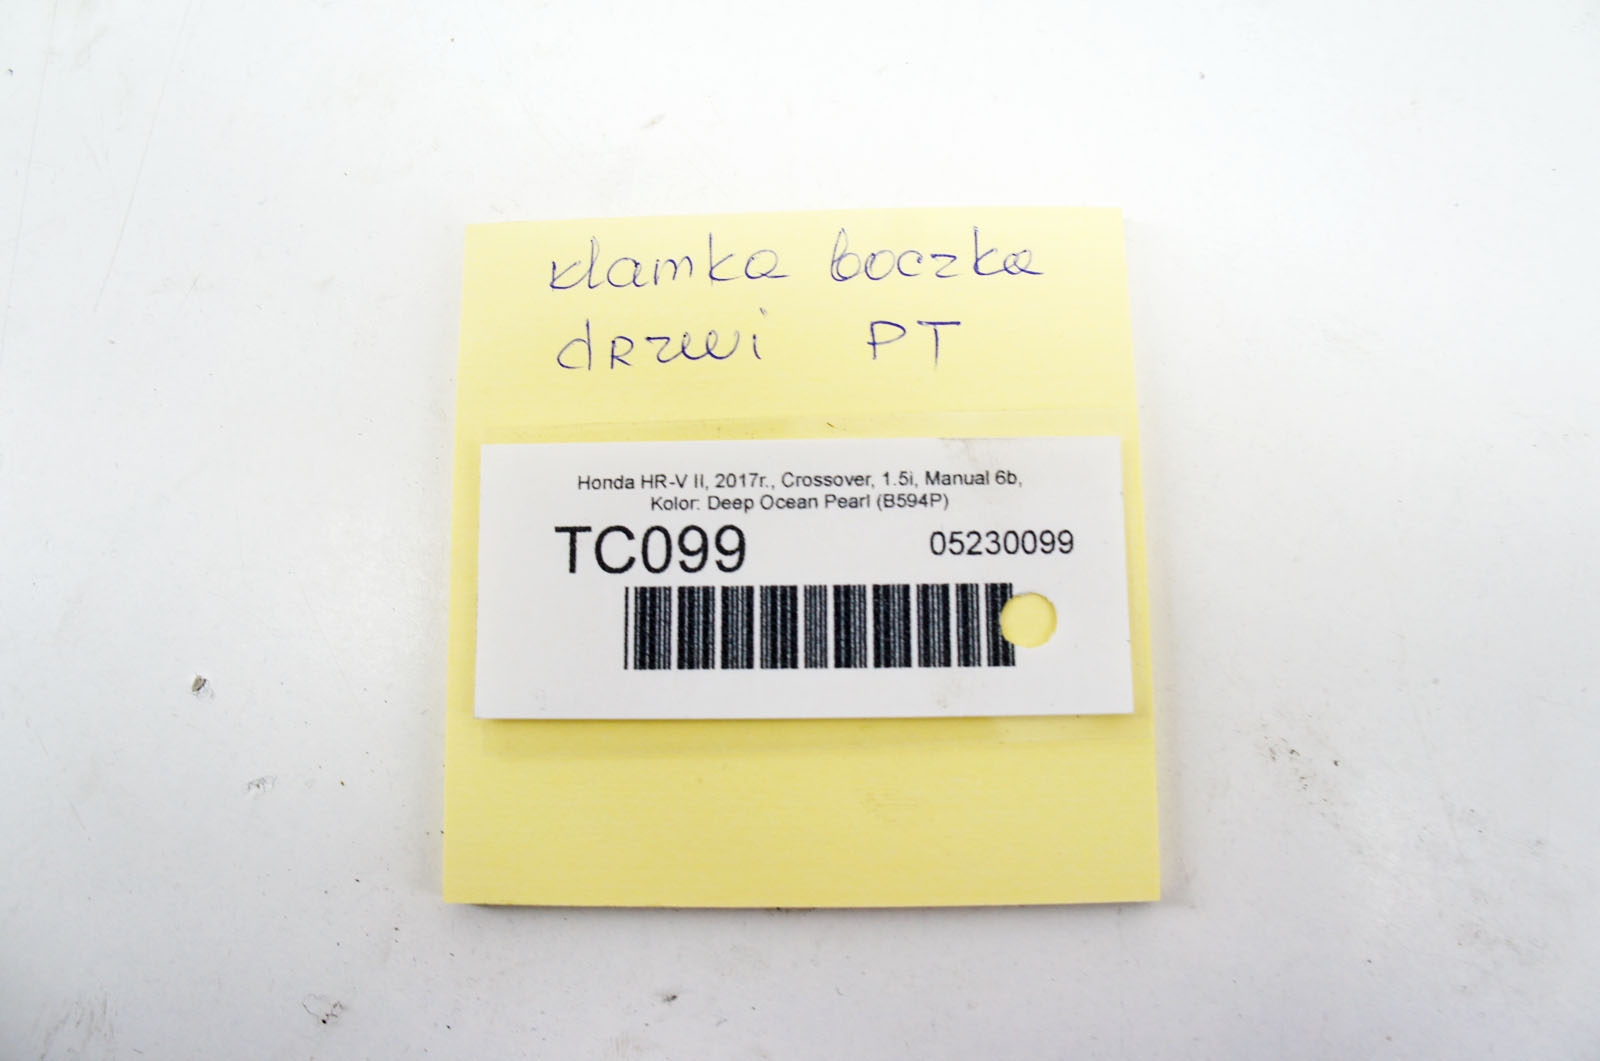 klamka boczka
drzwi PT
Honda HR-V II, 2017r., Crossover, 1.5i, Manual 6b,
Kolor: Deep Ocean Pearl (B594P)
TC099 05230099